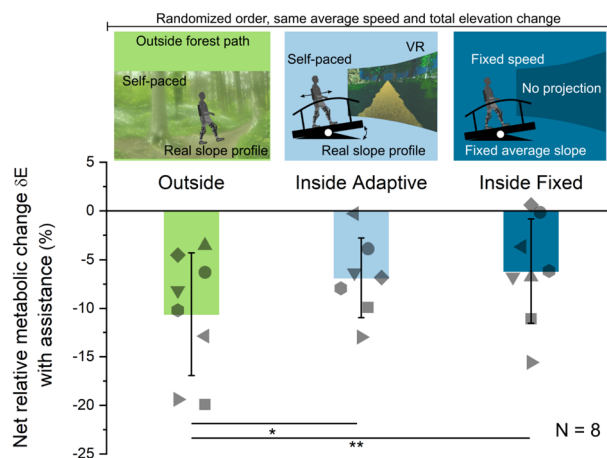 Randomized order, same average speed and total elevation change
Outside forest path
Self-paced
Real slope profile
VR
Self-paced
Real slope profile
Fixed speed
No projection
Fixed average slope
5
Outside
Inside Adaptive
Inside Fixed
0
-5
-10
-15
-20
-25
Net relative metabolic change δE
with assistance (%)
*
**
N = 8